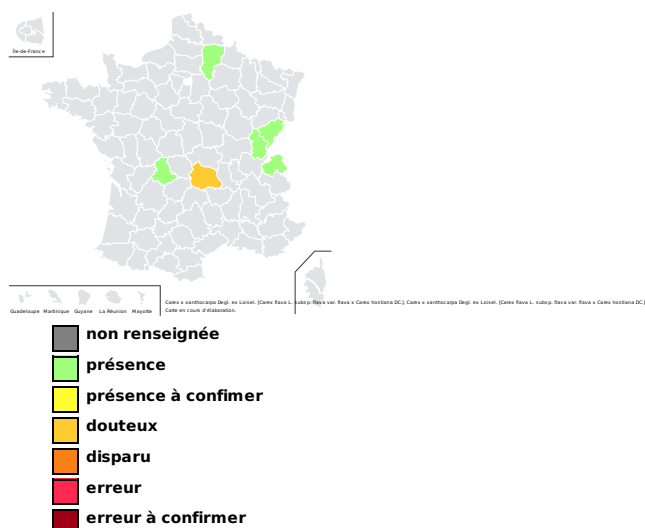 Île-de-France
Guadeloupe Martinique Guyane La Réunion Mayotte
Carex x xanthocarpa Degl. ex Loisel. [Carex flava L. subsp. flava var. flava x Carex hostiana DC.], Carex x xanthocarpa Degl. ex Loisel. [Carex flava L. subsp. flava var. flava x Carex hostiana DC.]
Carte en cours d'élaboration.
non renseignée
présence
présence à confimer
douteux
disparu
erreur
erreur à confirmer